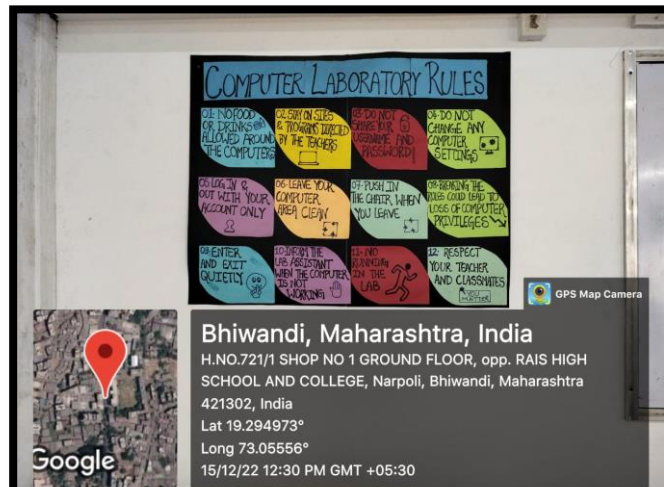 COMPUTER LABORATORY RULES
01- NO FOOD
OR DRINKS
ALLOWED AROUND
THE COMPUTERS
02. STAY ON SITES
& PROGRAMS DIRECTED
BY THE TEACHERS
03- DO NOT
SHARE YOUR
USERNAME AND
PASSWORD!
04- DO NOT
CHANGE ANY
COMPUTER
SETTINGS
05 LOG IN &
OUT WITH YOUR
ACCOUNT ONLY
06- LEAVE YOUR
COMPUTER
AREA CLEAN
07- PUSH IN
THE CHAIR WHEN
YOU LEAVE
08- BREAKING THE
RULES COULD LEAD TO
LOSS OF COMPUTER
PRIVILEGES
09- ENTER
AND EXIT
QUIETLY
10- INFORM THE
LAB ASSISTANT
WHEN THE COMPUTER
IS NOT
WORKING
11- NO
RUNNING
IN THE
LAB
12- RESPECT
YOUR TEACHER
AND CLASSMATES
YOU
MATTER
GPS Map Camera
Bhiwandi, Maharashtra, India
H.NO.721/1 SHOP NO 1 GROUND FLOOR, opp. RAIS HIGH
SCHOOL AND COLLEGE, Narpoli, Bhiwandi, Maharashtra
421302, India
Lat 19.294973°
Long 73.05556°
15/12/22 12:30 PM GMT +05:30
Google